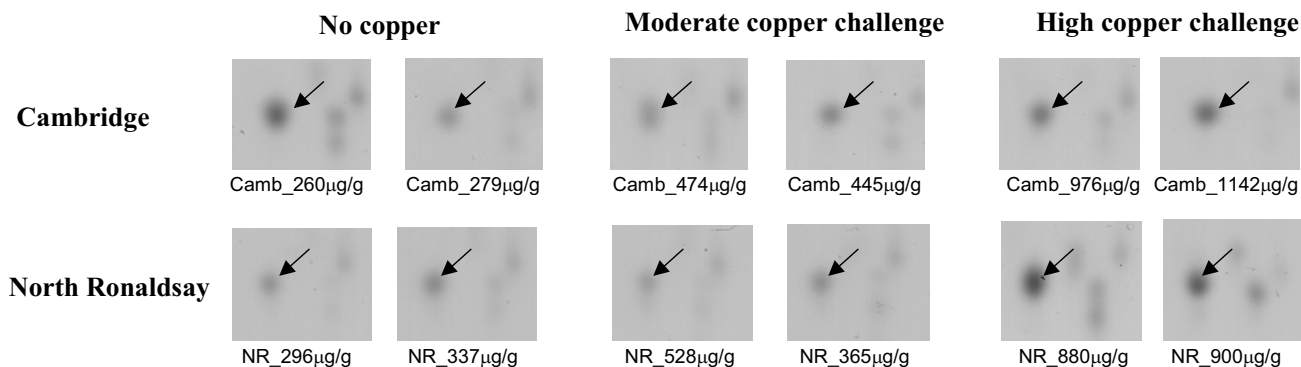 No copper Moderate copper challenge High copper challenge
Cambridge
Camb_260μg/g Camb_279μg/g Camb_474μg/g Camb_445μg/g Camb_976μg/g Camb_1142μg/g
North Ronaldsay
NR_296μg/g NR_337μg/g NR_528μg/g NR_365μg/g NR_880μg/g NR_900μg/g